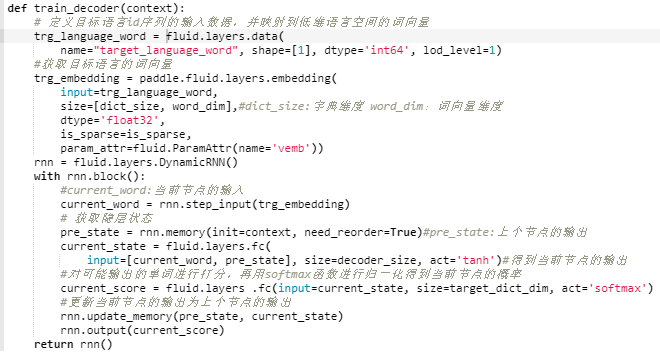 def train_decoder(context):
    # 定义目标语言id序列的输入数据，并映射到低维语言空间的词向量
    trg_language_word = fluid.layers.data(
        name="target_language_word", shape=[1], dtype='int64', lod_level=1)
    #获取目标语言的词向量
    trg_embedding = paddle.fluid.layers.embedding(
        input=trg_language_word,
        size=[dict_size, word_dim],#dict_size:字典维度 word_dim：词向量维度
        dtype='float32',
        is_sparse=is_sparse,
        param_attr=fluid.ParamAttr(name='vemb'))
    rnn = fluid.layers.DynamicRNN()
    with rnn.block():
        #current_word:当前节点的输入
        current_word = rnn.step_input(trg_embedding)
        # 获取隐层状态
        pre_state = rnn.memory(init=context, need_reorder=True)#pre_state:上个节点的输出
        current_state = fluid.layers.fc(
            input=[current_word, pre_state], size=decoder_size, act='tanh')#得到当前节点的输出
        #对可能输出的单词进行打分，再用softmax函数进行归一化得到当前节点的概率
        current_score = fluid.layers .fc(input=current_state, size=target_dict_dim, act='softmax')
        #更新当前节点的输出为上个节点的输出
        rnn.update_memory(pre_state, current_state)
        rnn.output(current_score)
    return rnn()